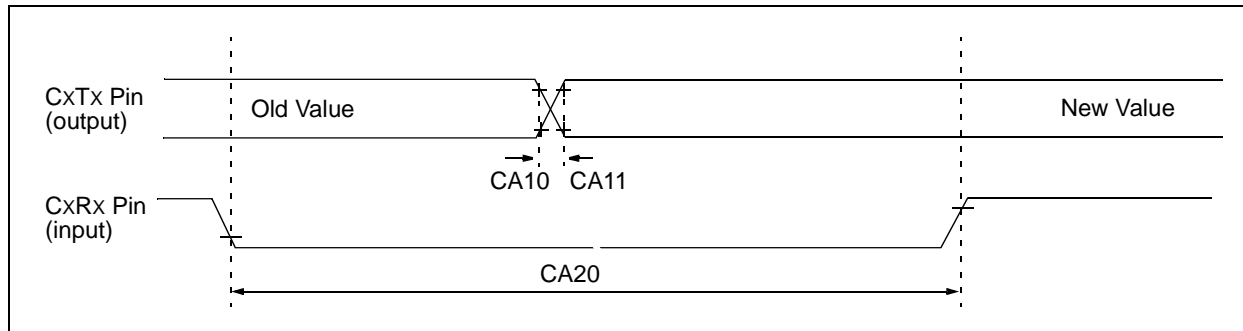 CxTx Pin
(output)
Old Value
New Value
CA10 CA11
CxRx Pin
(input)
CA20